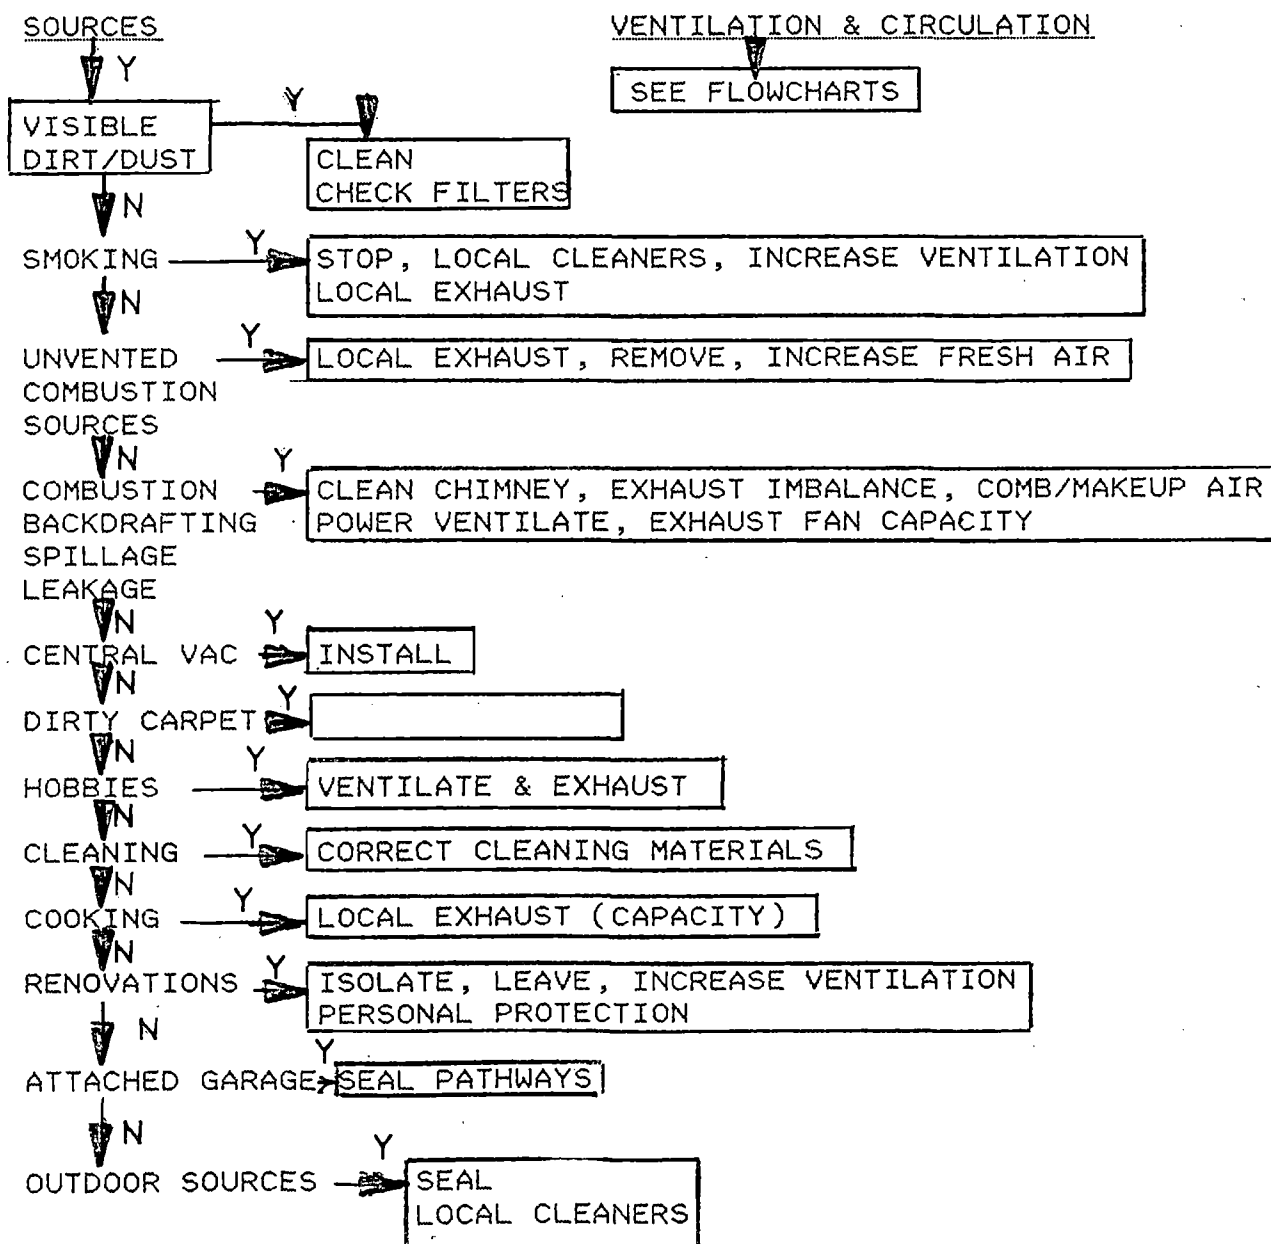 SOURCES
VENTILATION & CIRCULATION
Y
SEE FLOWCHARTS
Y
VISIBLE
DIRT/DUST
CLEAN
CHECK FILTERS
N
SMOKING
Y
STOP, LOCAL CLEANERS, INCREASE VENTILATION
LOCAL EXHAUST
N
UNVENTED
COMBUSTION
SOURCES
Y
LOCAL EXHAUST, REMOVE, INCREASE FRESH AIR
N
COMBUSTION
BACKDRAFTING
SPILLAGE
LEAKAGE
Y
CLEAN CHIMNEY, EXHAUST IMBALANCE, COMB/MAKEUP AIR
POWER VENTILATE, EXHAUST FAN CAPACITY
N
CENTRAL VAC
Y
INSTALL
N
DIRTY CARPET
Y
N
HOBBIES
Y
VENTILATE & EXHAUST
N
CLEANING
Y
CORRECT CLEANING MATERIALS
N
COOKING
Y
LOCAL EXHAUST (CAPACITY)
N
RENOVATIONS
Y
ISOLATE, LEAVE, INCREASE VENTILATION
PERSONAL PROTECTION
N
ATTACHED GARAGE
Y
SEAL PATHWAYS
N
OUTDOOR SOURCES
Y
SEAL
LOCAL CLEANERS